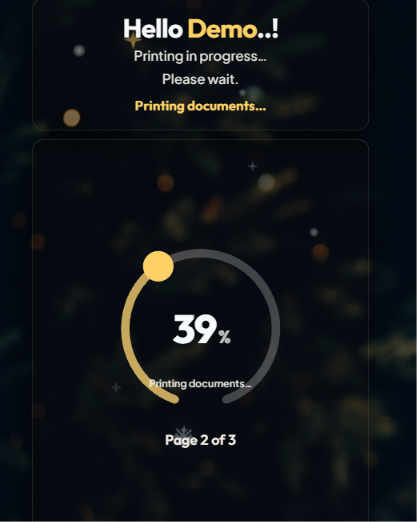 Hello Demo..!
Printing in progress...
Please wait.
Printing documents...
39%
Printing documents...
Page 2 of 3